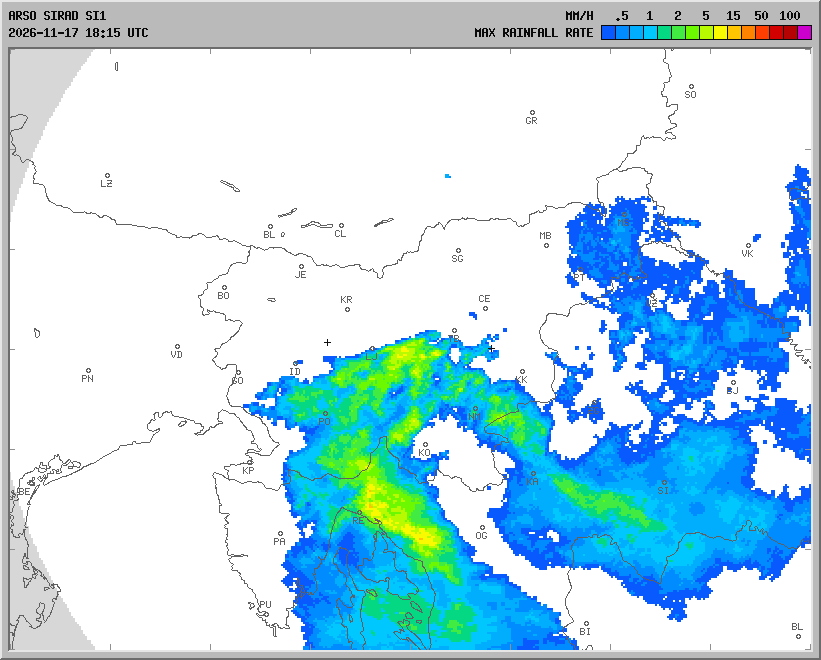 ARSO SIRAD SI1
2026-11-17 18:15 UTC
MM/H .5 1 2 5 15 50 100
MAX RAINFALL RATE
SO
GR
LZ
BL
CL
MB
SG
VK
JE
PT
BO
KR
CE
VD
LJ
ID
PN
GO
KK
BJ
PO
KO
KP
BE
SI
RE
OG
PA
PU
BI
BL